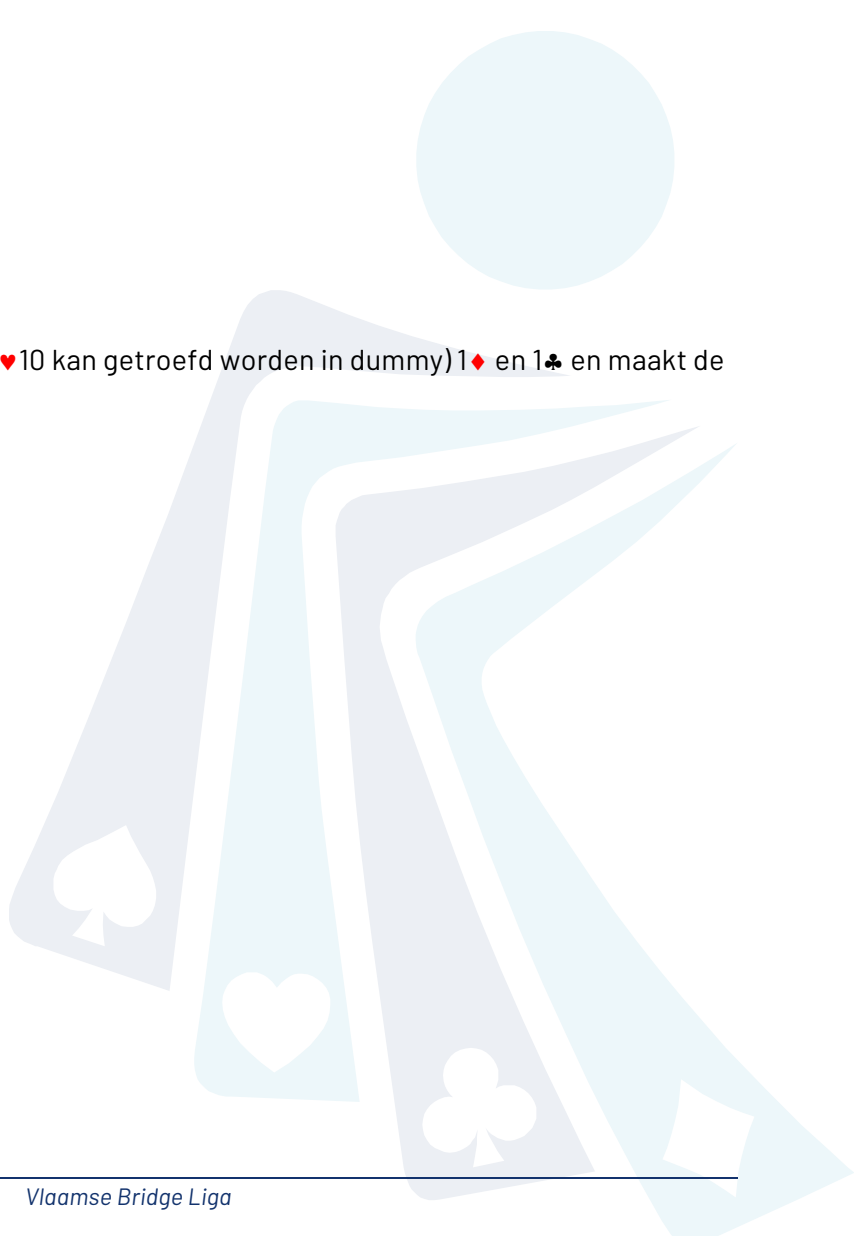 ♥10 kan getroefd worden in dummy) 1♦ en 1♣ en maakt de
Vlaamse Bridge Liga